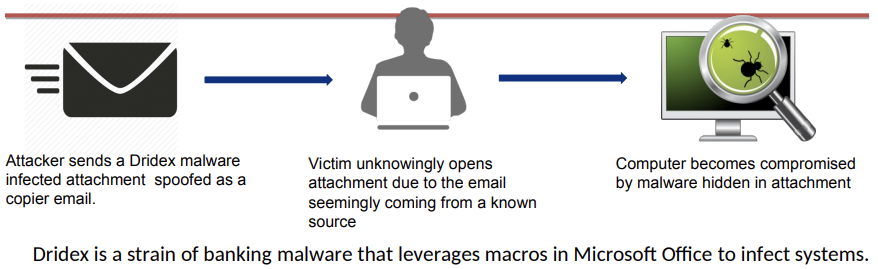 Attacker sends a Dridex malware
infected attachment  spoofed as a
copier email.
Victim unknowingly opens
attachment due to the email
seemingly coming from a known
source
Computer becomes compromised
by malware hidden in attachment
Dridex is a strain of banking malware that leverages macros in Microsoft Office to infect systems.